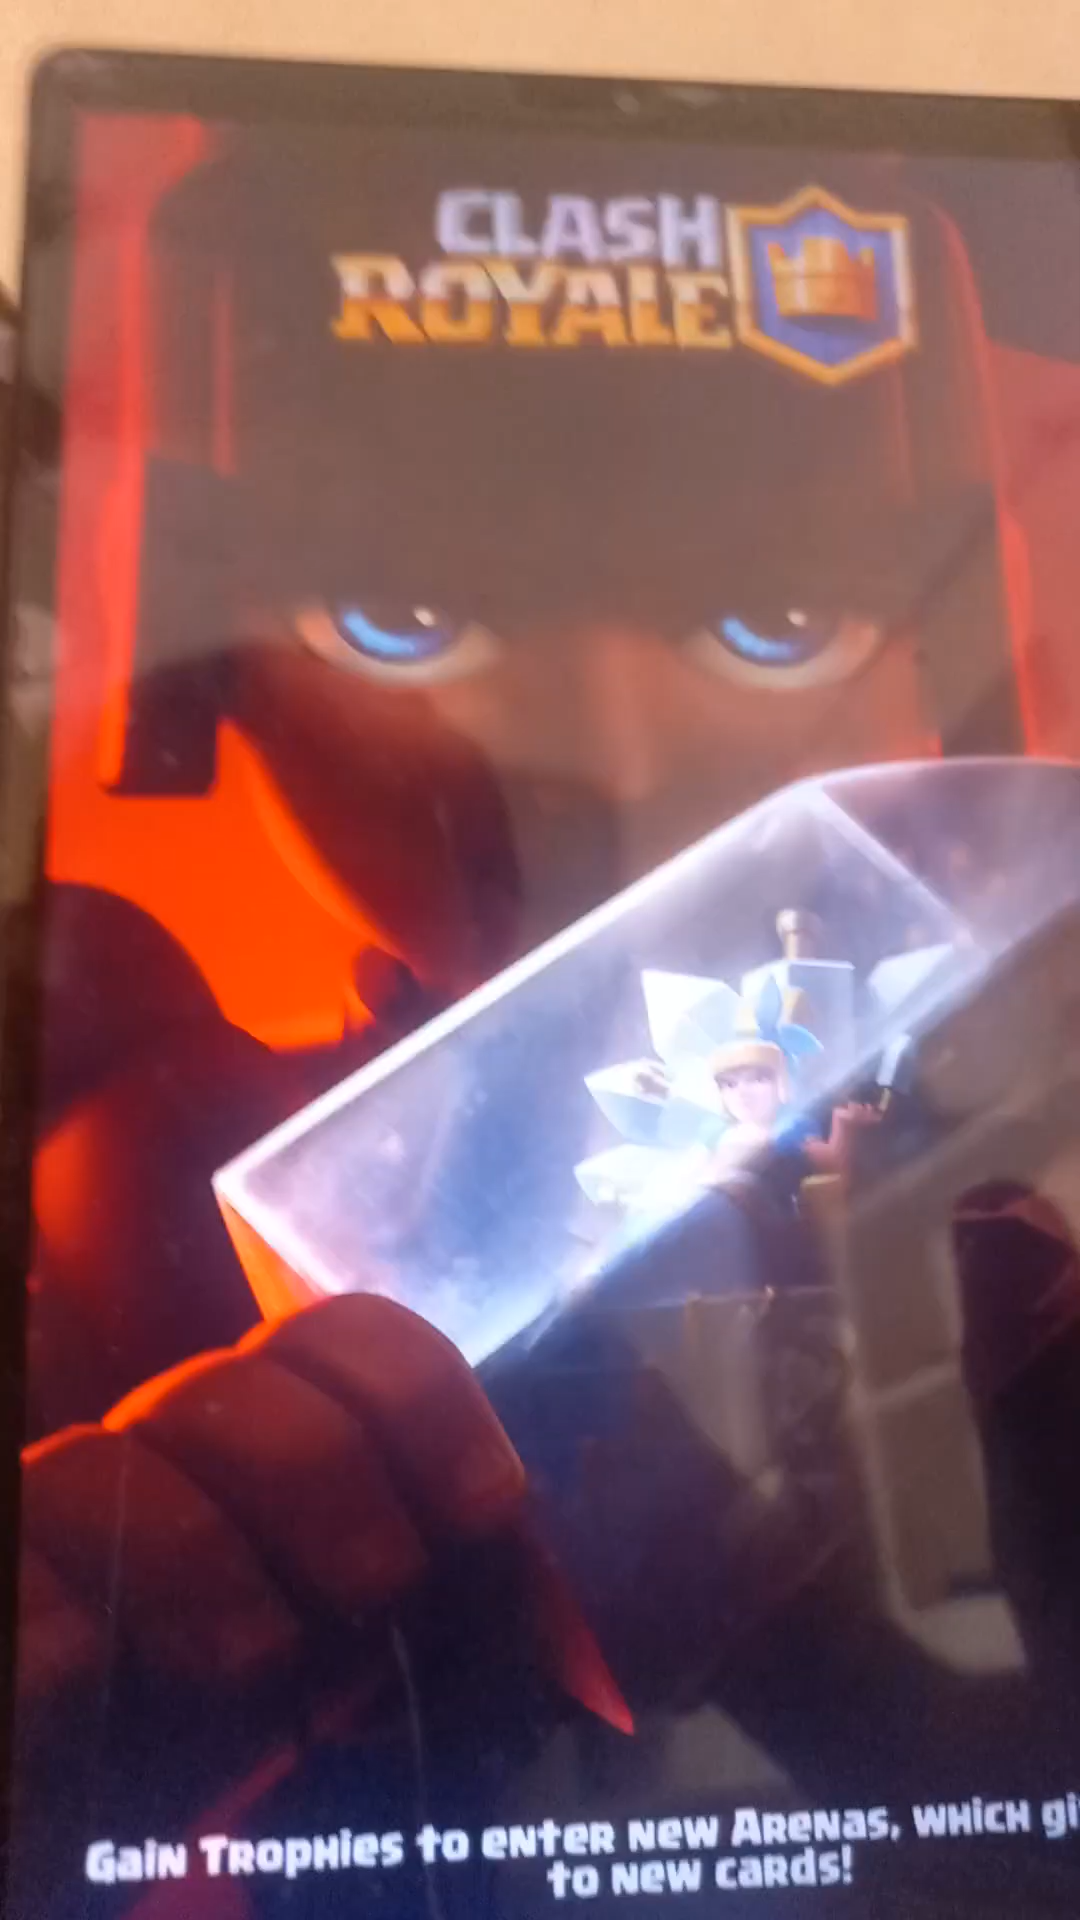 CLASH
ROYALE
Gain Trophies to enter new Arenas, which
to new cards!